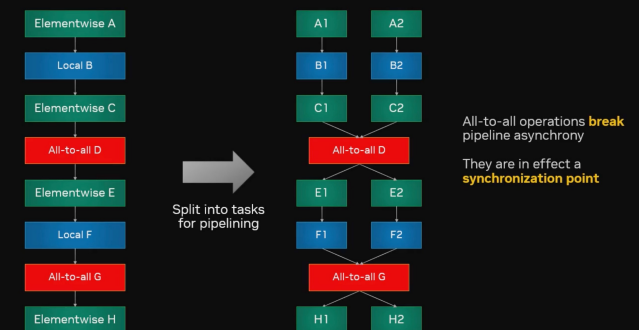 Elementwise A
Local B
Elementwise C
All-to-all D
Elementwise E
Local F
All-to-all G
Elementwise H
Split into tasks
for pipelining
A1 A2
B1 B2
C1 C2
All-to-all D
E1 E2
F1 F2
All-to-all G
H1 H2
All-to-all operations break
pipeline asynchrony
They are in effect a
synchronization point